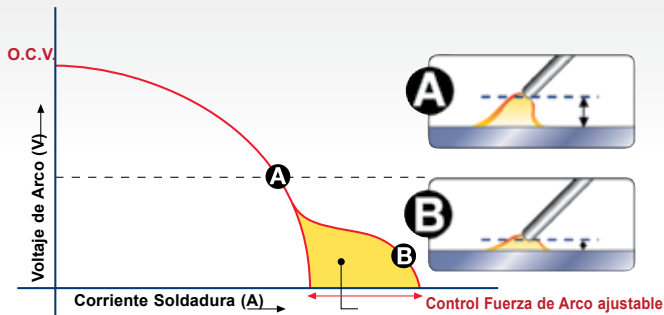 O.C.V.
Voltaje de Arco (V)
A
B
A
B
Corriente Soldadura (A)
Control Fuerza de Arco ajustable